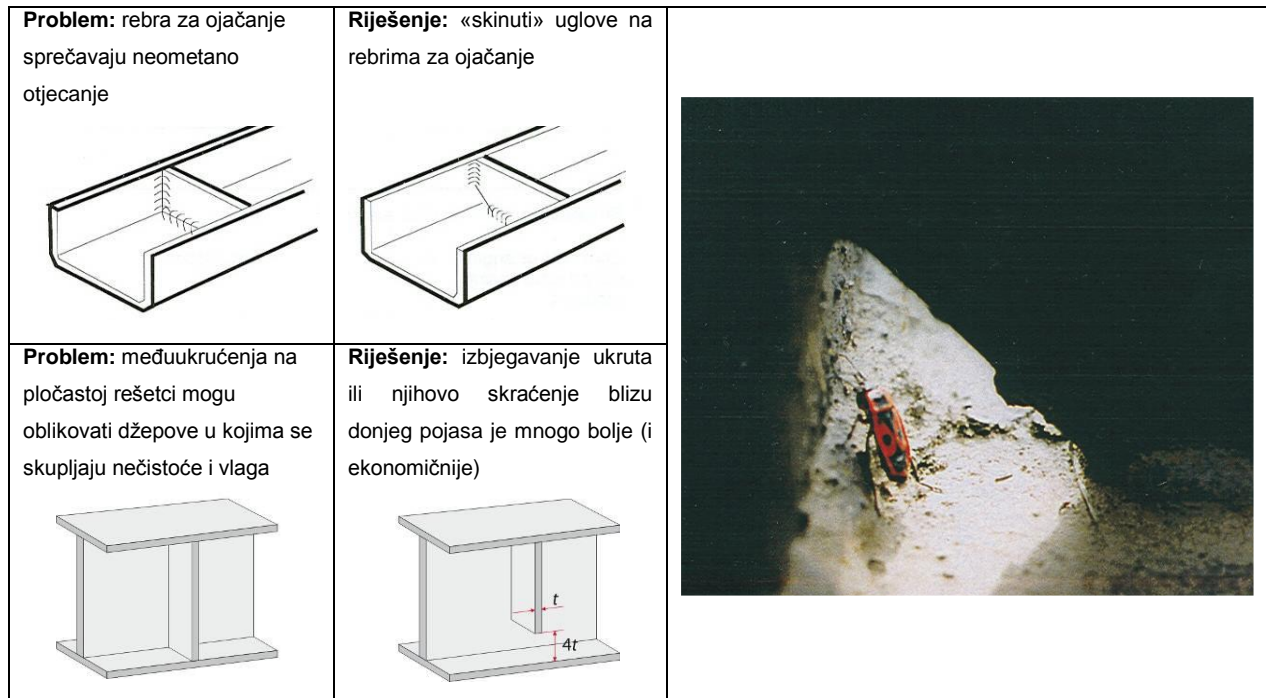 Problem: rebra za ojačanje
sprečavaju neometano
otjecanje
Riješenje: «skinuti» uglove na
rebrima za ojačanje
Problem: međuukrućenja na
pločastoj rešetci mogu
oblikovati džepove u kojima se
skupljaju nečistoće i vlaga
Riješenje: izbjegavanje ukruta
ili njihovo skraćenje blizu
donjeg pojasa je mnogo bolje (i
ekonomičnije)
t
4t